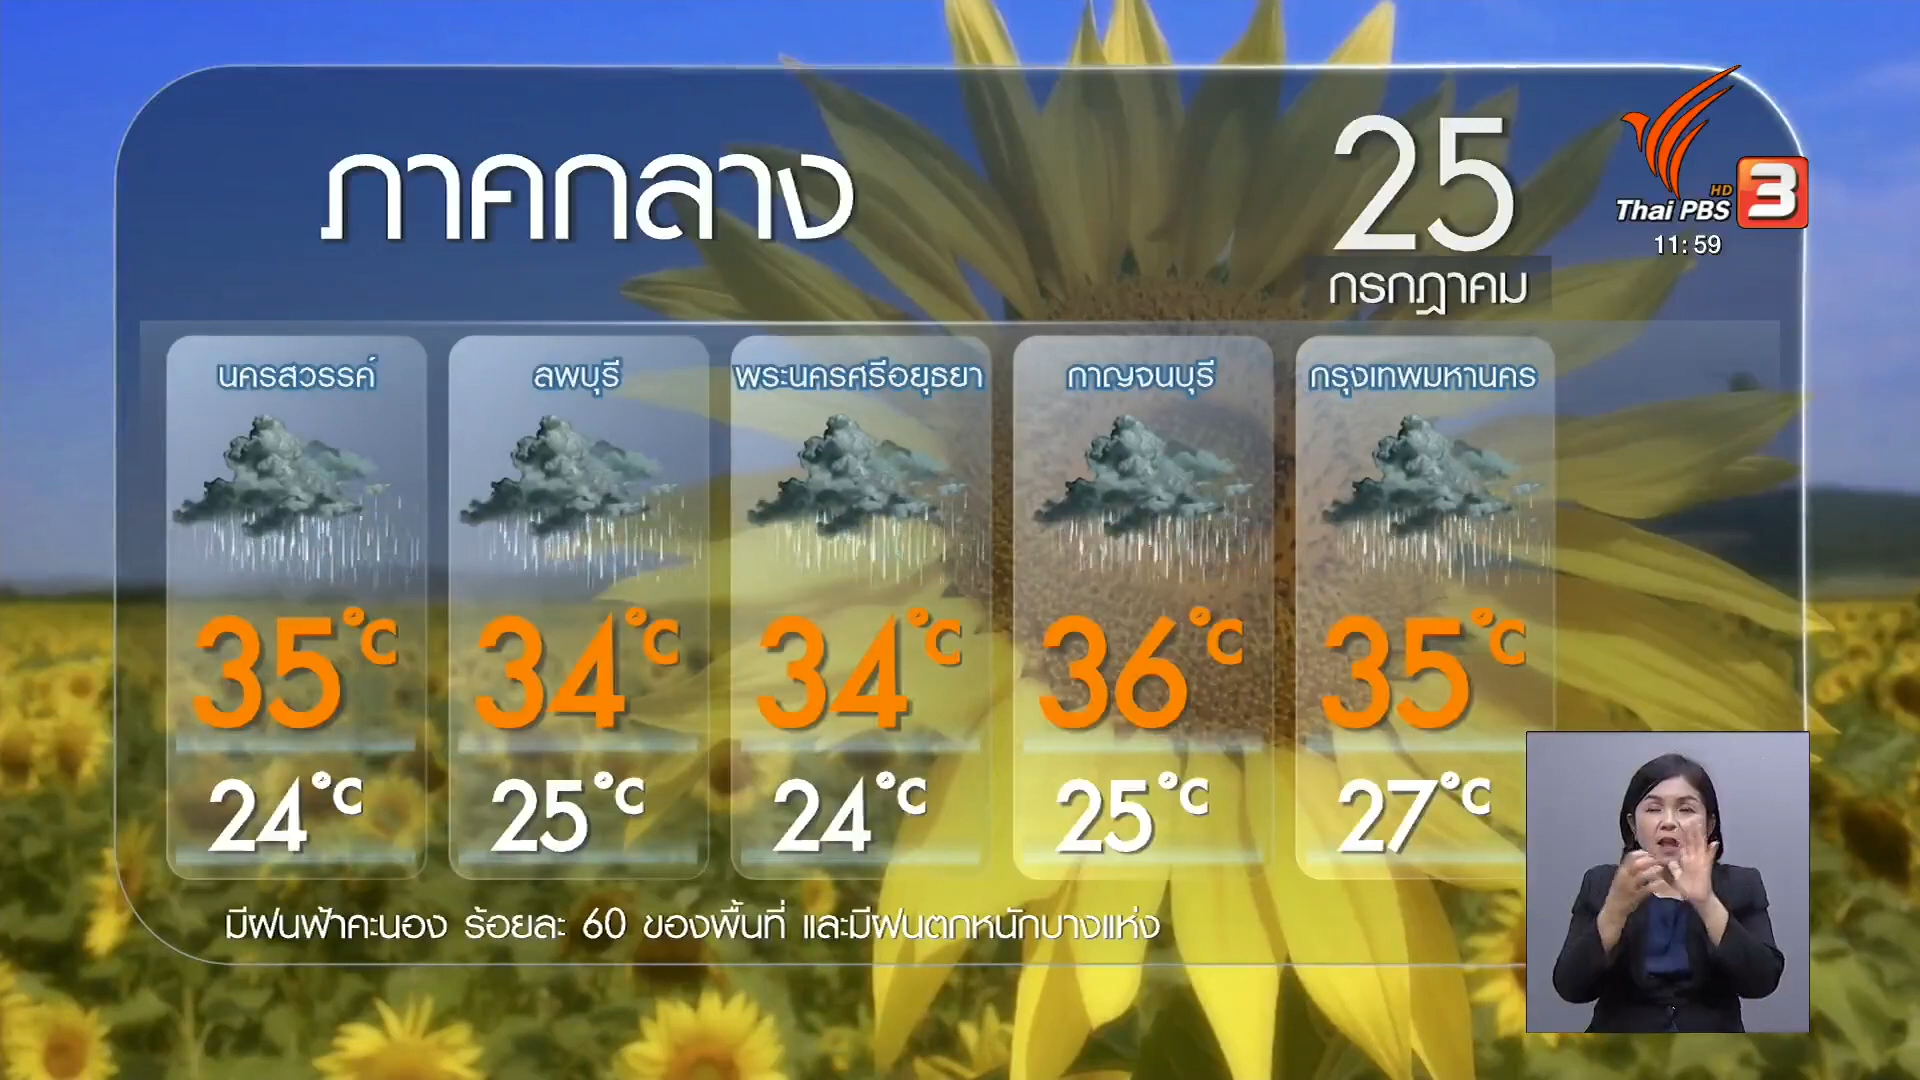 ภาคกลาง
25
กรกฎาคม
HD
Thai PBS 3
11:59
นครสวรรค์ ลพบุรี พระนครศรีอยุธยา กาญจนบุรี กรุงเทพมหานคร
35°C 34°C 34°C 36°C 35°C
24°C 25°C 24°C 25°C 27°C
มีฝนฟ้าคะนอง ร้อยละ 60 ของพื้นที่ และมีฝนตกหนักบางแห่ง